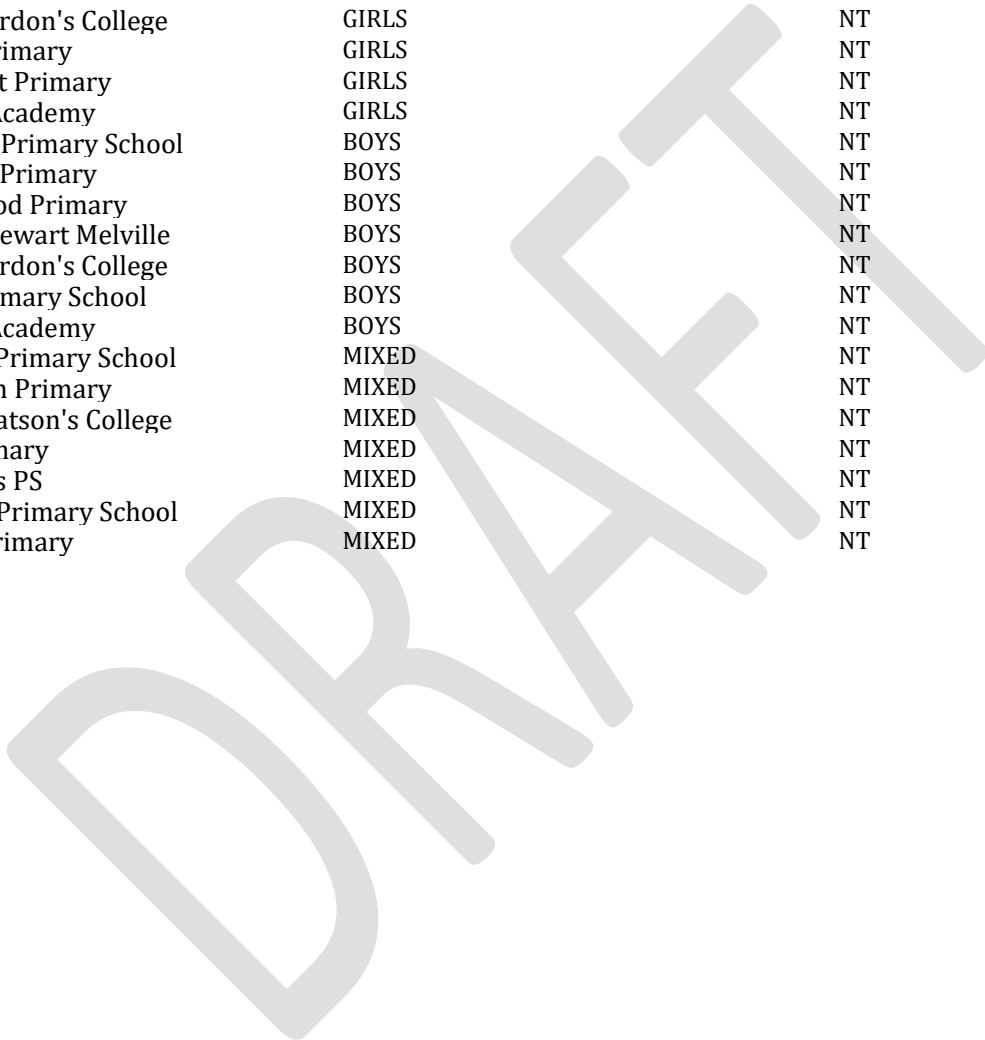 rdon's College GIRLS NT
rimary GIRLS NT
t Primary GIRLS NT
Academy GIRLS NT
Primary School BOYS NT
Primary BOYS NT
od Primary BOYS NT
ewart Melville BOYS NT
rdon's College BOYS NT
mary School BOYS NT
Academy BOYS NT
Primary School MIXED NT
n Primary MIXED NT
atson's College MIXED NT
mary MIXED NT
s PS MIXED NT
Primary School MIXED NT
rimary MIXED NT
DRAFT